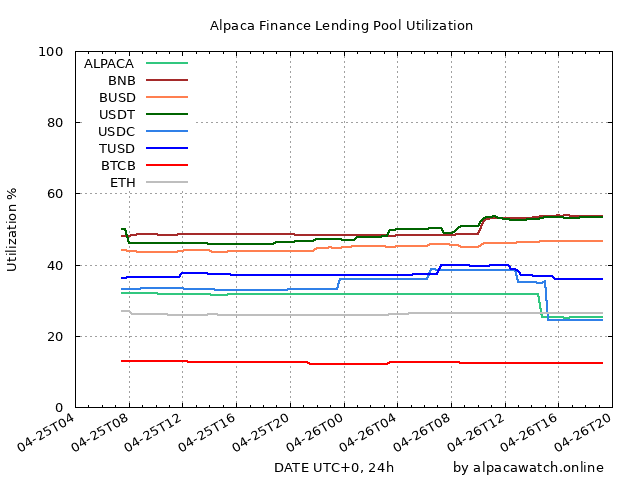 Alpaca Finance Lending Pool Utilization
100
80
60
40
20
0
Utilization %
ALPACA
BNB
BUSD
USDT
USDC
TUSD
BTCB
ETH
04-25T04
04-25T08
04-25T12
04-25T16
04-25T20
04-26T00
04-26T04
04-26T08
04-26T12
04-26T16
04-26T20
DATE UTC+0, 24h
by alpacawatch.online